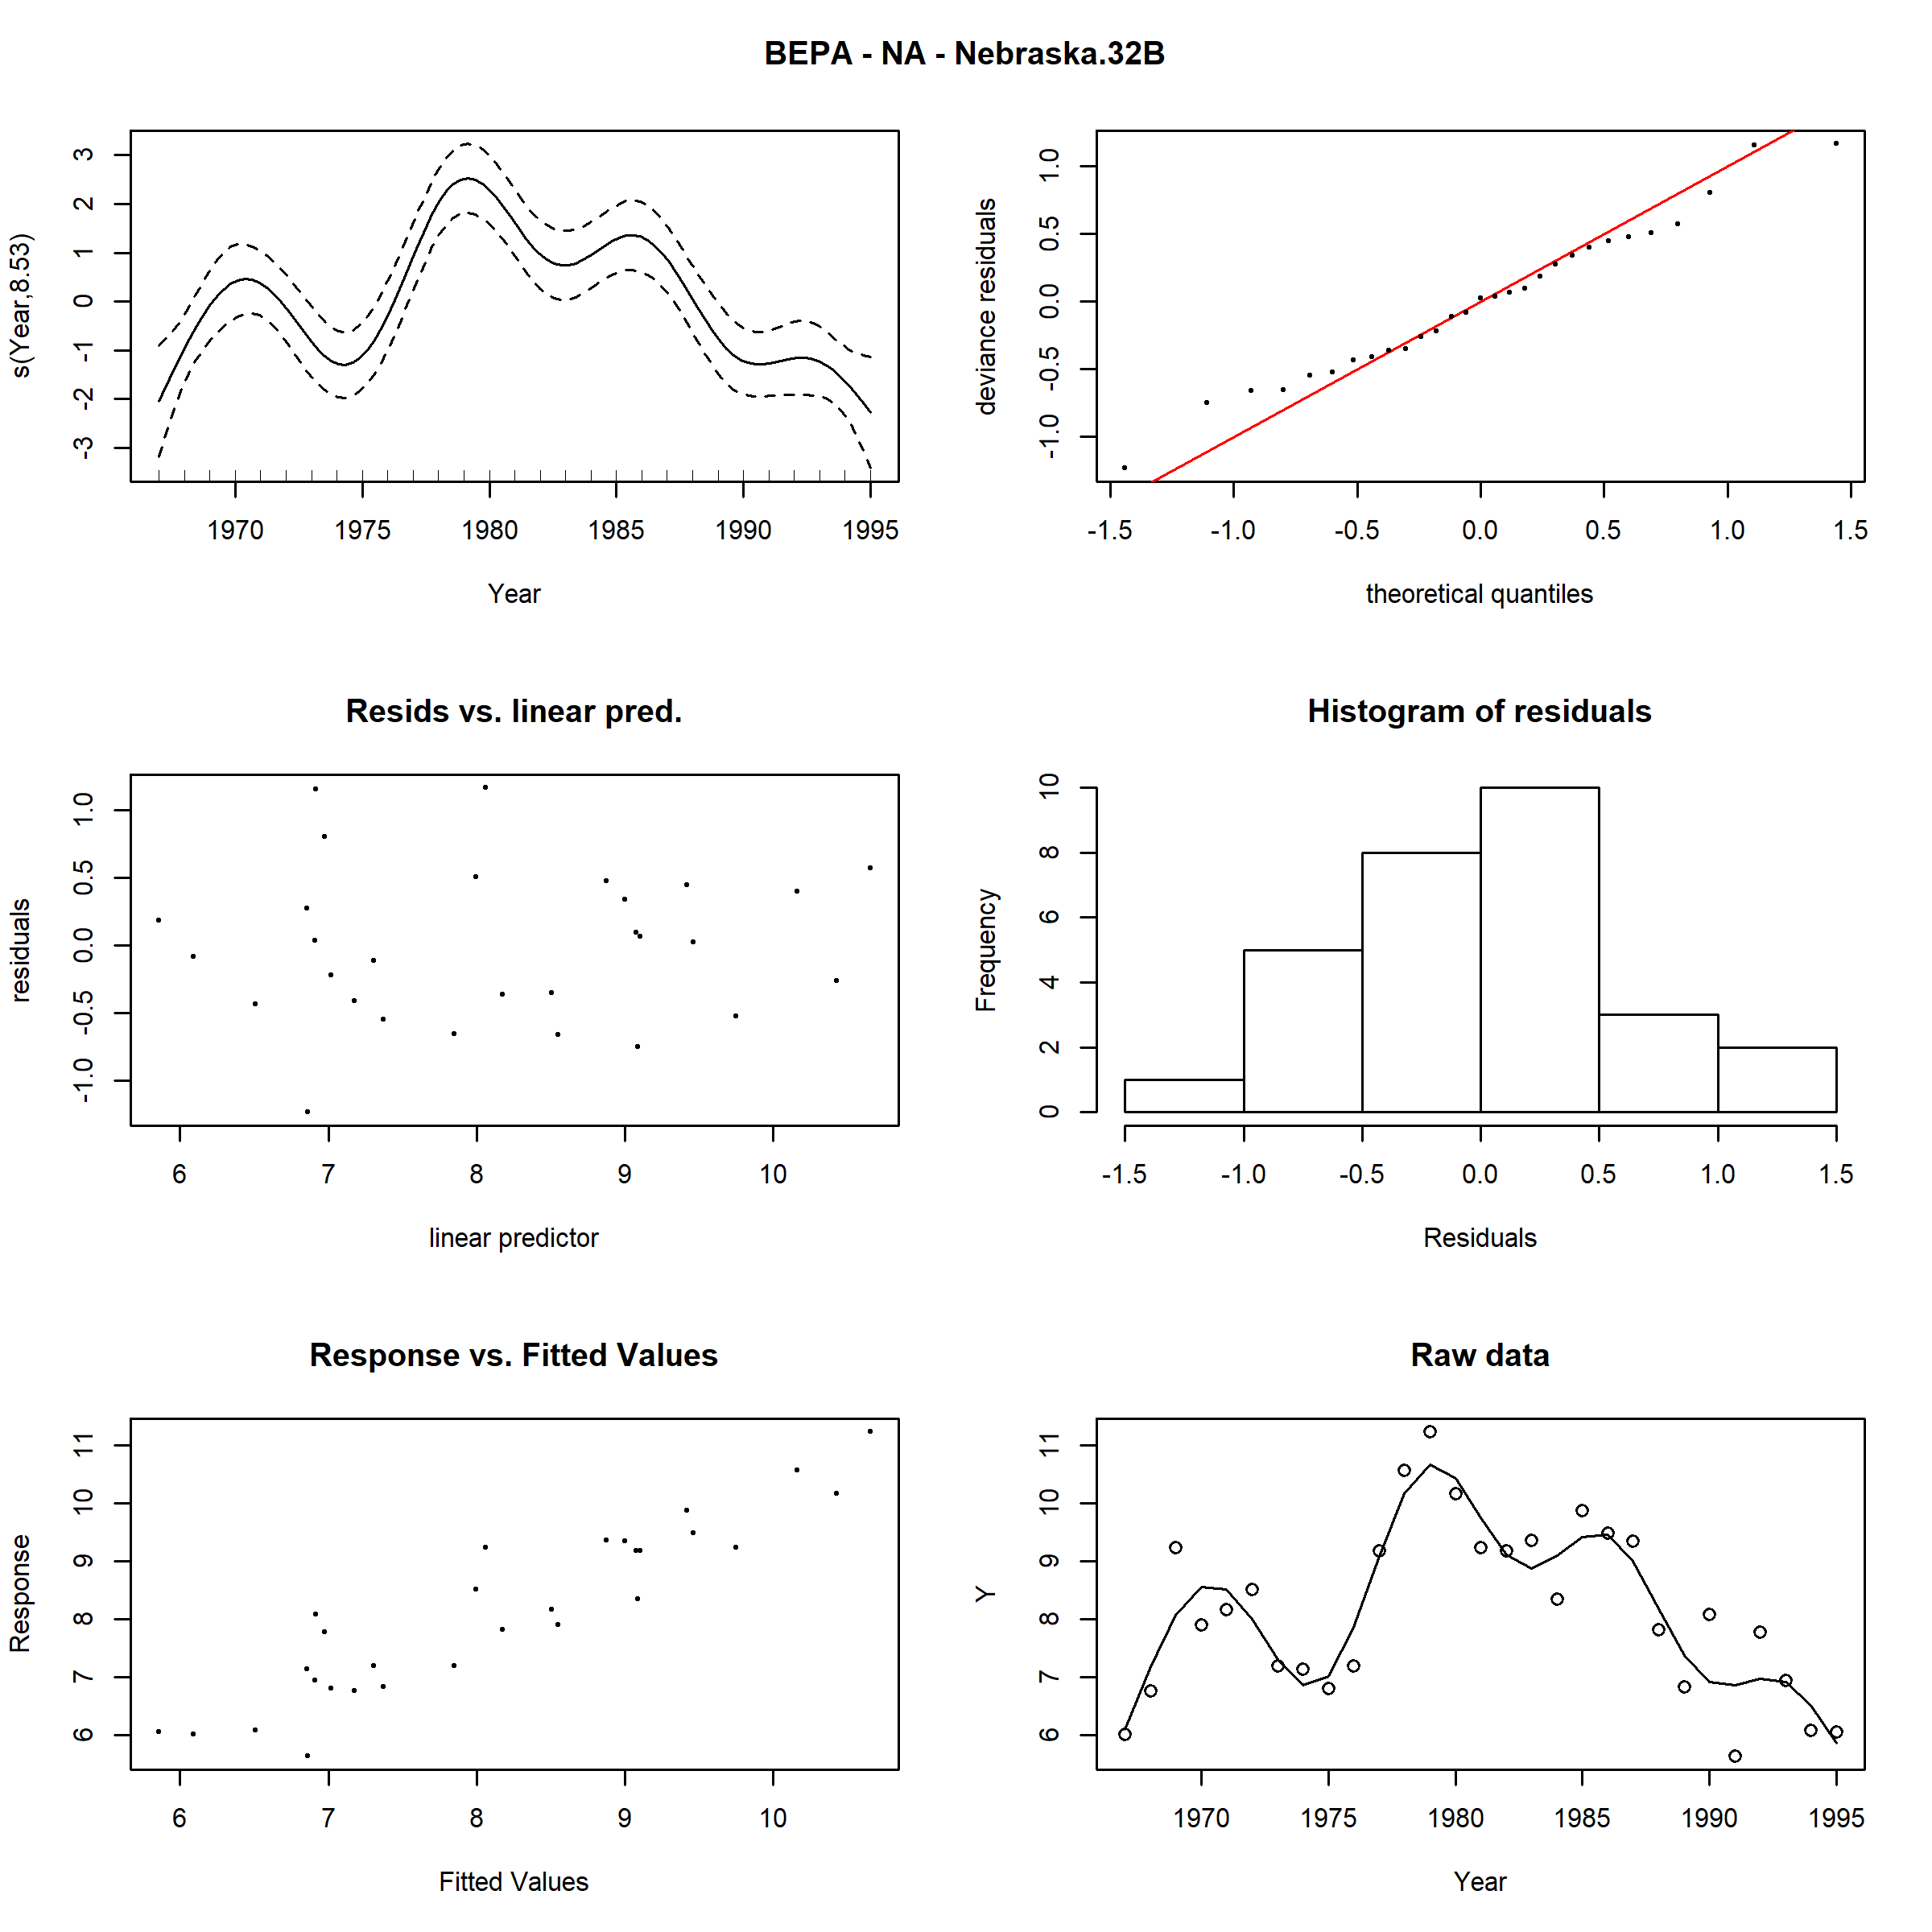 BEPA - NA - Nebraska.32B
s(Year,8.53)
3
2
1
0
-1
-2
-3
1970 1975 1980 1985 1990 1995
Year
deviance residuals
1.0
0.5
0.0
-0.5
-1.0
-1.5 -1.0 -0.5 0.0 0.5 1.0 1.5
theoretical quantiles
Resids vs. linear pred.
residuals
1.0
0.5
0.0
-0.5
-1.0
6 7 8 9 10
linear predictor
Histogram of residuals
Frequency
10
8
6
4
2
0
-1.5 -1.0 -0.5 0.0 0.5 1.0 1.5
Residuals
Response vs. Fitted Values
Response
11
10
9
8
7
6
6 7 8 9 10
Fitted Values
Raw data
Y
11
10
9
8
7
6
1970 1975 1980 1985 1990 1995
Year